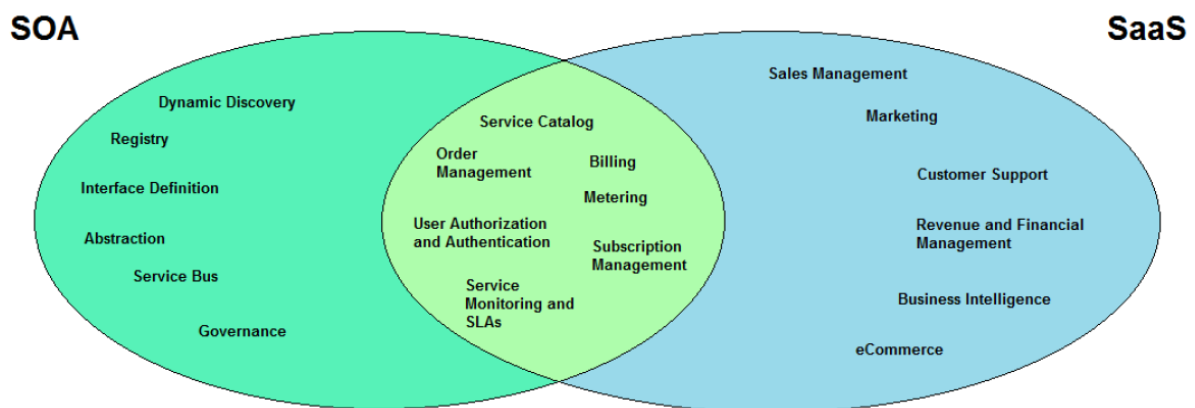 SOA
SaaS
Dynamic Discovery
Registry
Interface Definition
Abstraction
Service Bus
Governance
Service Catalog
Order
Management
Billing
Metering
User Authorization
and Authentication
Subscription
Management
Service
Monitoring and
SLAs
Sales Management
Marketing
Customer Support
Revenue and Financial
Management
Business Intelligence
eCommerce